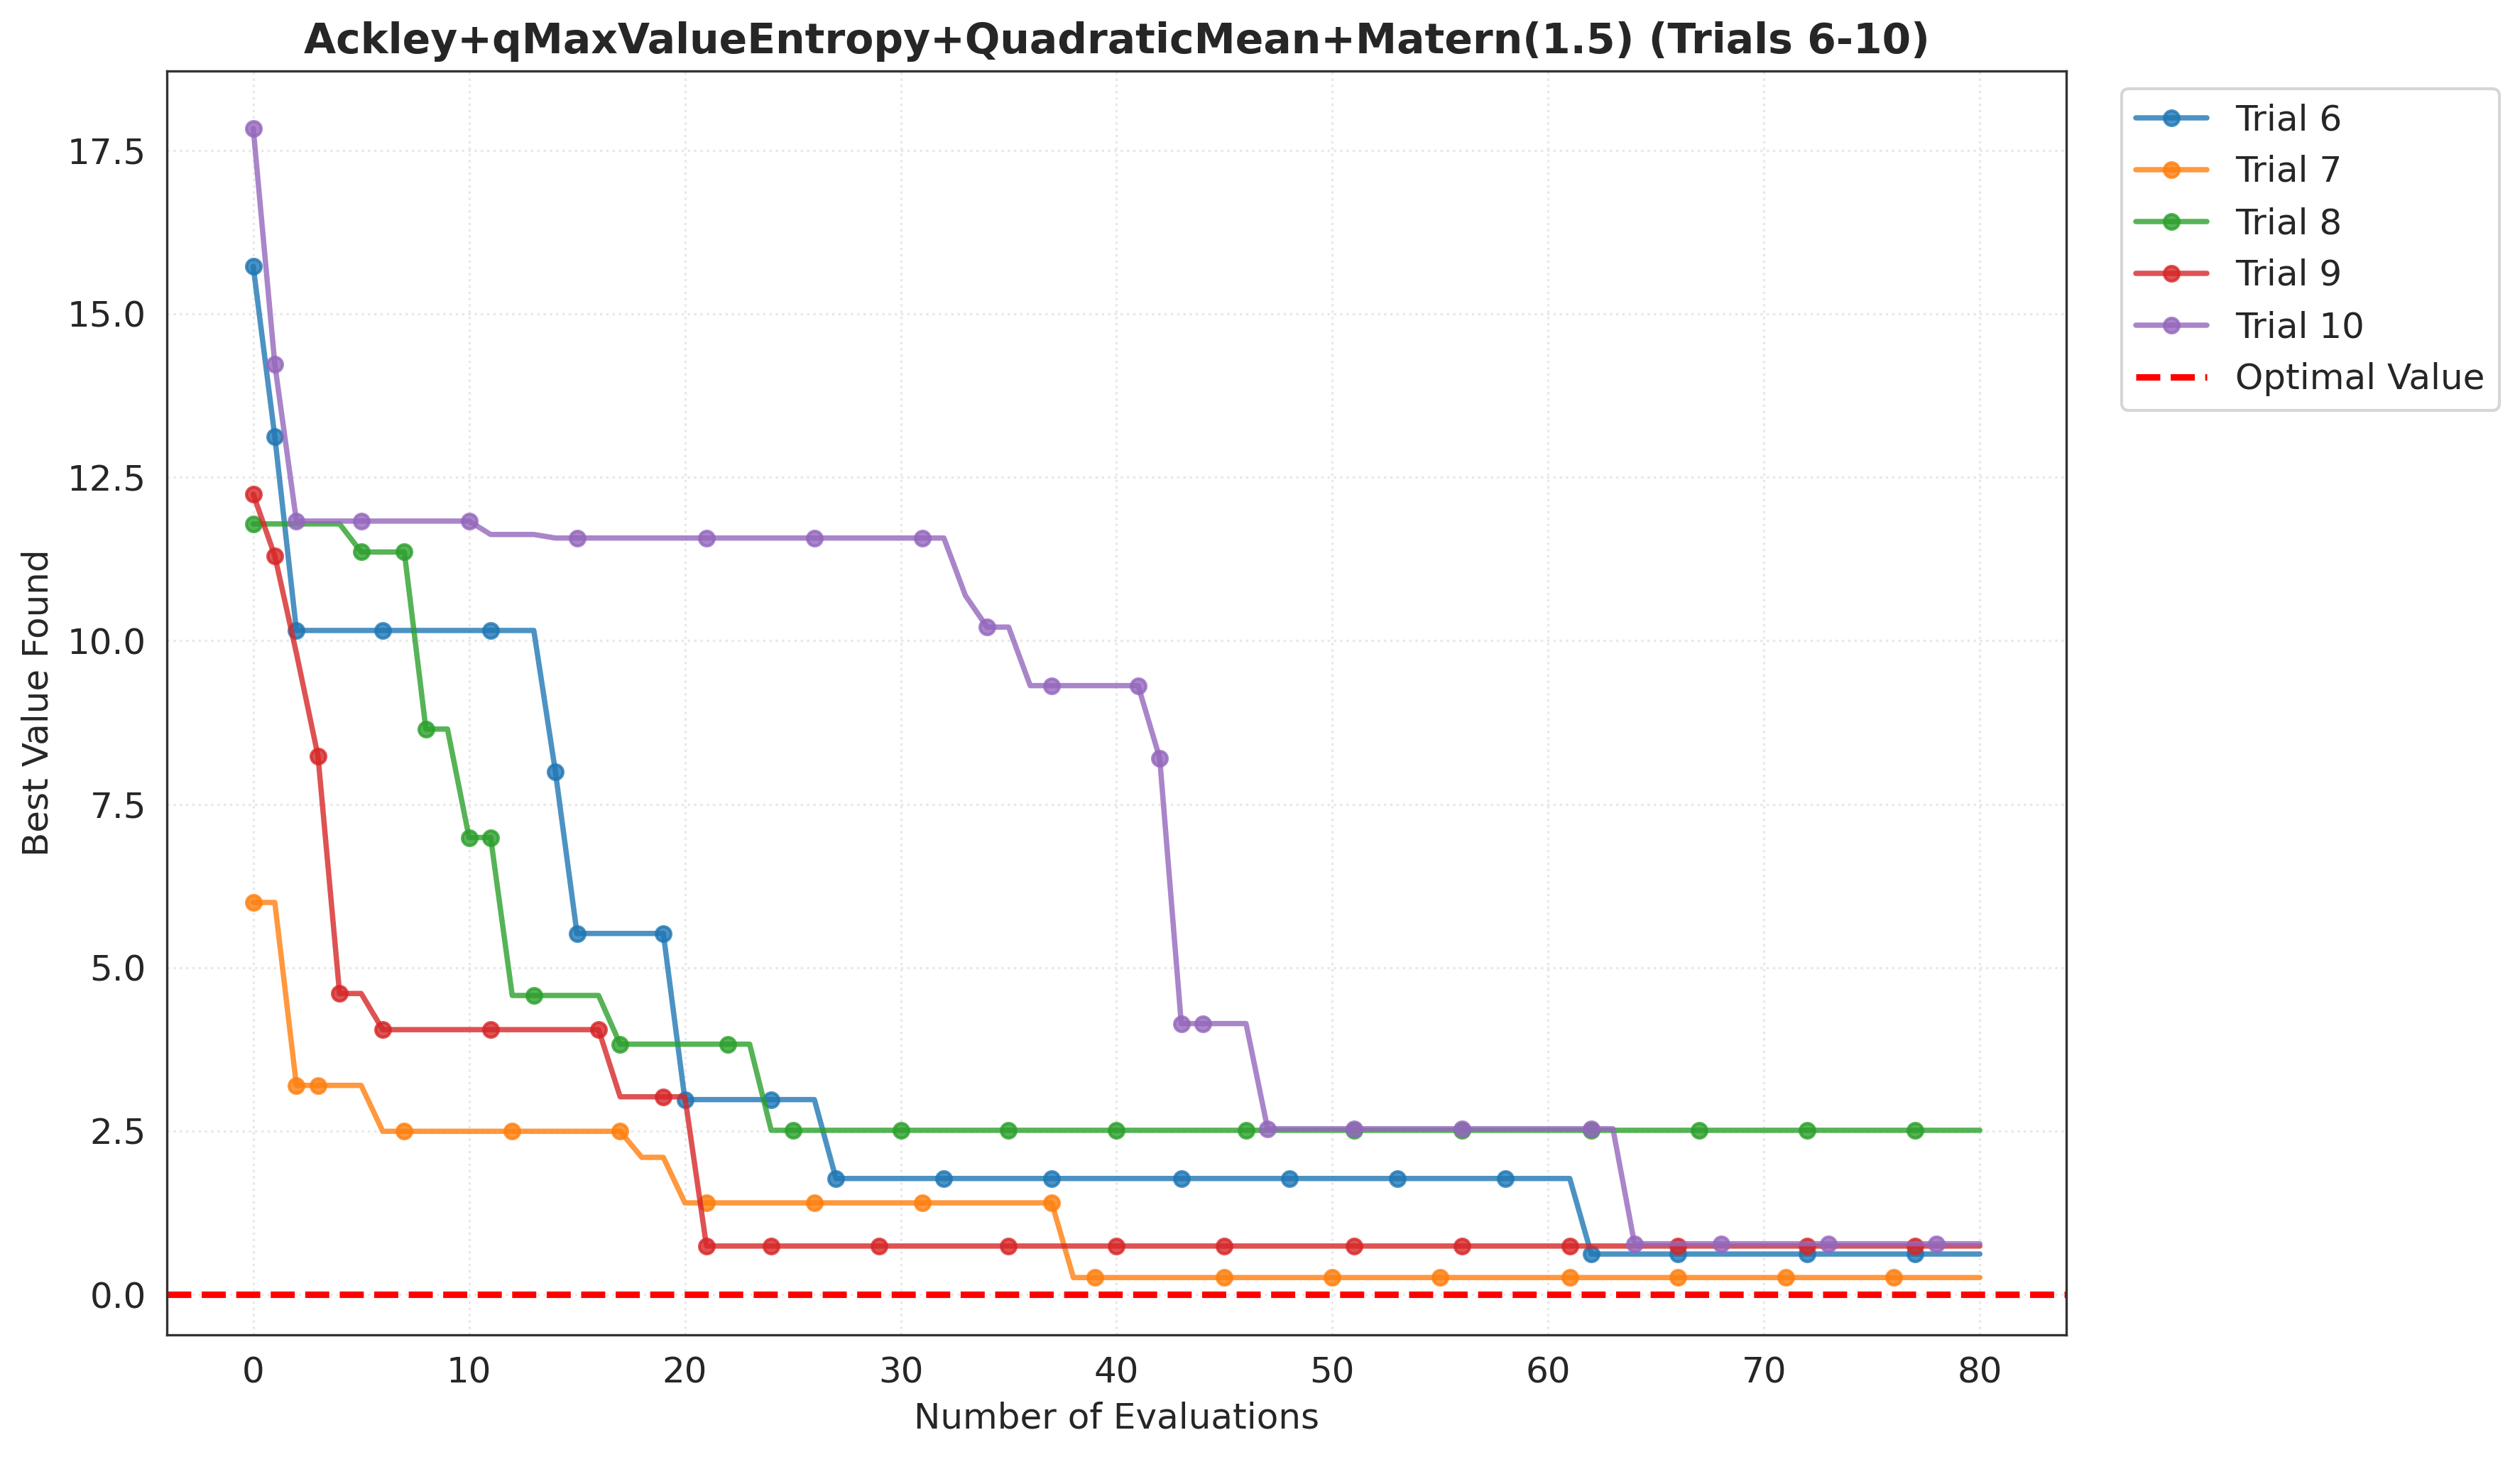 Ackley+qMaxValueEntropy+QuadraticMean+Matern(1.5) (Trials 6-10)
Best Value Found
17.5
15.0
12.5
10.0
7.5
5.0
2.5
0.0
0 10 20 30 40 50 60 70 80
Number of Evaluations
Trial 6
Trial 7
Trial 8
Trial 9
Trial 10
Optimal Value